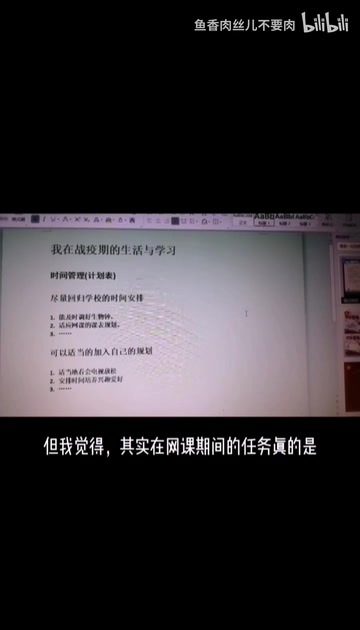 鱼香肉丝儿不要肉 bilibili
我在战疫期的生活与学习
时间管理(计划表)
尽量回归学校的时间安排
1. 能及时调好生物钟。
2. 适应网课的课表规划。
3. ……
可以适当的加入自己的规划
1. 适当地看会电视放松
2. 安排时间培养兴趣爱好
3. ……
但我觉得，其实在网课期间的任务真的是